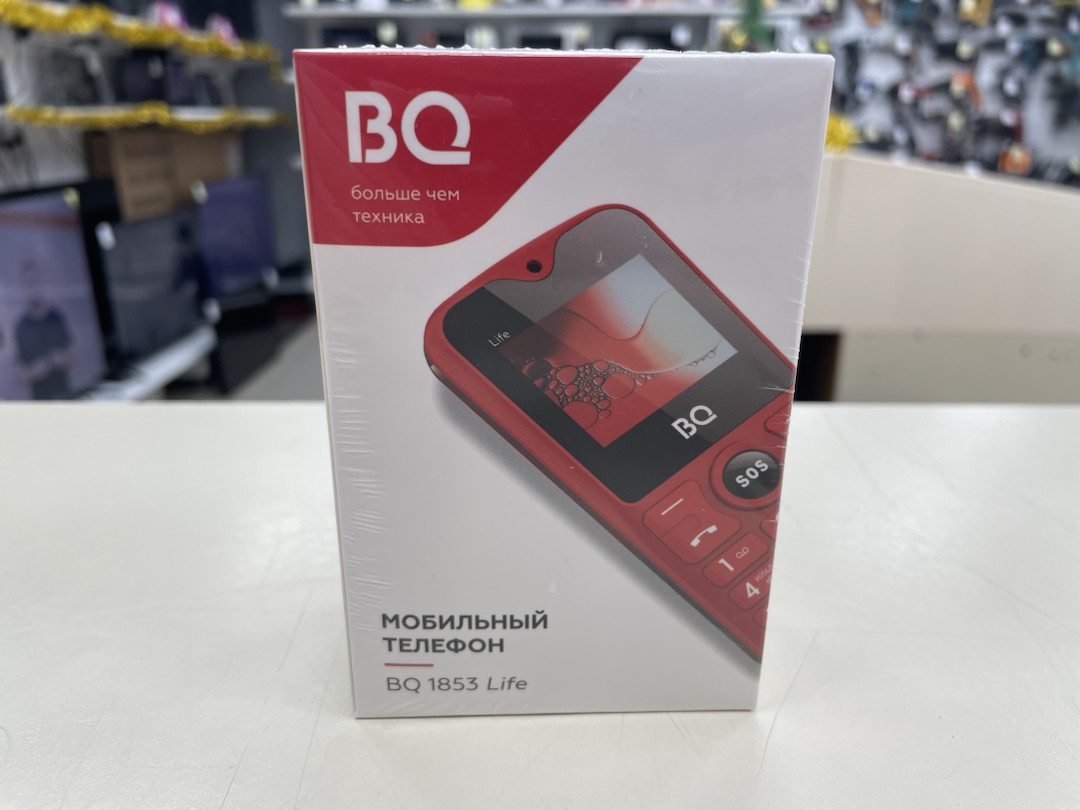 BQ
больше чем
техника
Life
BQ
SOS
1
4
МОБИЛЬНЫЙ
ТЕЛЕФОН
BQ 1853 Life